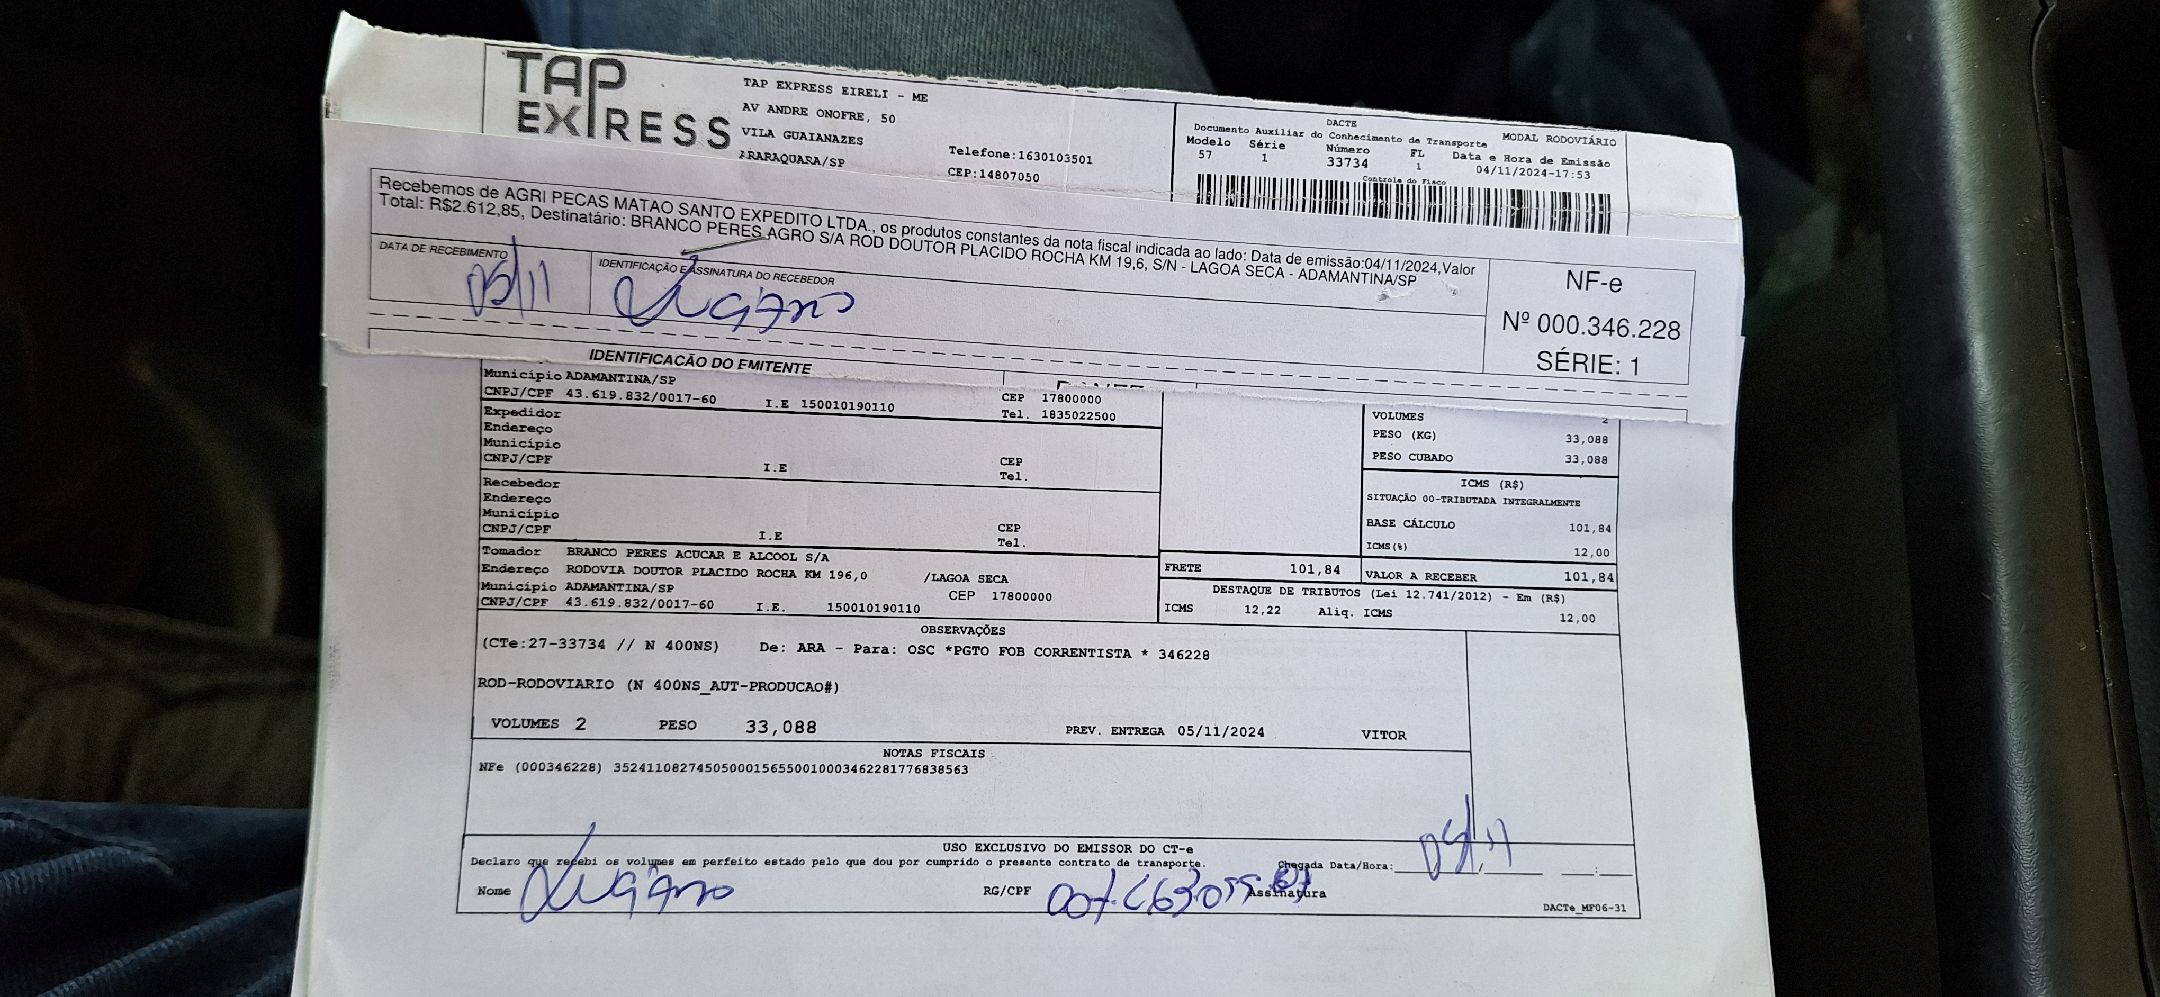 TAP EXPRESS
TAP EXPRESS EIRELI - ME
AV ANDRE ONOFRE, 50
VILA GUAIANAZES
ARARAQUARA/SP
Telefone:1630103501
CEP:14807050
DACTE
Documento Auxiliar do Conhecimento de Transporte MODAL RODOVIÁRIO
Modelo Série Número FL Data e Hora de Emissão
57 1 33734 1 04/11/2024-17:53
Controle do Fisco
Recebemos de AGRI PECAS MATAO SANTO EXPEDITO LTDA., os produtos constantes da nota fiscal indicada ao lado: Data de emissão:04/11/2024,Valor
Total: R$2.612,85, Destinatário: BRANCO PERES AGRO S/A ROD DOUTOR PLACIDO ROCHA KM 19,6, S/N - LAGOA SECA - ADAMANTINA/SP
DATA DE RECEBIMENTO
05/11
IDENTIFICAÇÃO E ASSINATURA DO RECEBEDOR
NF-e
Nº 000.346.228
SÉRIE: 1
IDENTIFICACÃO DO EMITENTE
Município ADAMANTINA/SP
CNPJ/CPF 43.619.832/0017-60 I.E 150010190110
CEP 17800000
Tel. 1835022500
Expedidor
Endereço
Município
CNPJ/CPF I.E
CEP
Tel.
Recebedor
Endereço
Município
CNPJ/CPF I.E
CEP
Tel.
Tomador BRANCO PERES ACUCAR E ALCOOL S/A
Endereço RODOVIA DOUTOR PLACIDO ROCHA KM 196,0 /LAGOA SECA
Município ADAMANTINA/SP CEP 17800000
CNPJ/CPF 43.619.832/0017-60 I.E. 150010190110
VOLUMES 2
PESO (KG) 33,088
PESO CUBADO 33,088
ICMS (R$)
SITUAÇÃO 00-TRIBUTADA INTEGRALMENTE
BASE CÁLCULO 101,84
ICMS(%) 12,00
FRETE 101,84 VALOR A RECEBER 101,84
DESTAQUE DE TRIBUTOS (Lei 12.741/2012) - Em (R$)
ICMS 12,22 Aliq. ICMS 12,00
OBSERVAÇÕES
(CTe:27-33734 // N 400NS) De: ARA - Para: OSC *PGTO FOB CORRENTISTA * 346228
ROD-RODOVIARIO (N 400NS_AUT-PRODUCAO#)
VOLUMES 2 PESO 33,088 PREV. ENTREGA 05/11/2024 VITOR
NOTAS FISCAIS
NFe (000346228) 35241108274505000156550010003462281776838563
USO EXCLUSIVO DO EMISSOR DO CT-e
Declaro que recebi os volumes em perfeito estado pelo que dou por cumprido o presente contrato de transporte.
Chegada Data/Hora: 05/11
Nome
RG/CPF
Assinatura
DACTe_MF06-31